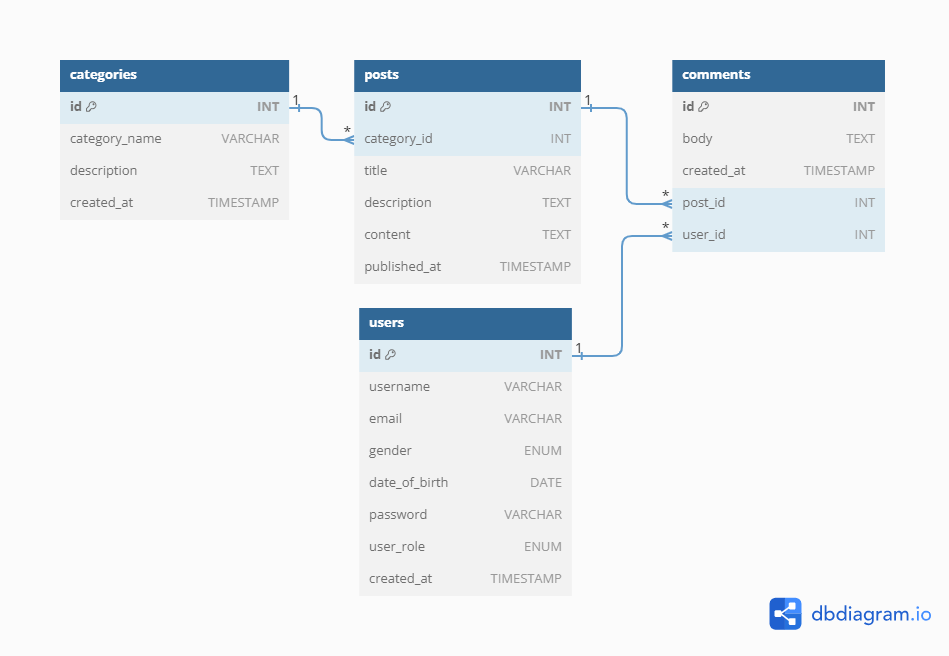 categories
id INT
category_name VARCHAR
description TEXT
created_at TIMESTAMP
1
*
posts
id INT
category_id INT
title VARCHAR
description TEXT
content TEXT
published_at TIMESTAMP
1
*
comments
id INT
body TEXT
created_at TIMESTAMP
post_id INT
user_id INT
*
1
users
id INT
username VARCHAR
email VARCHAR
gender ENUM
date_of_birth DATE
password VARCHAR
user_role ENUM
created_at TIMESTAMP
dbdiagram.io